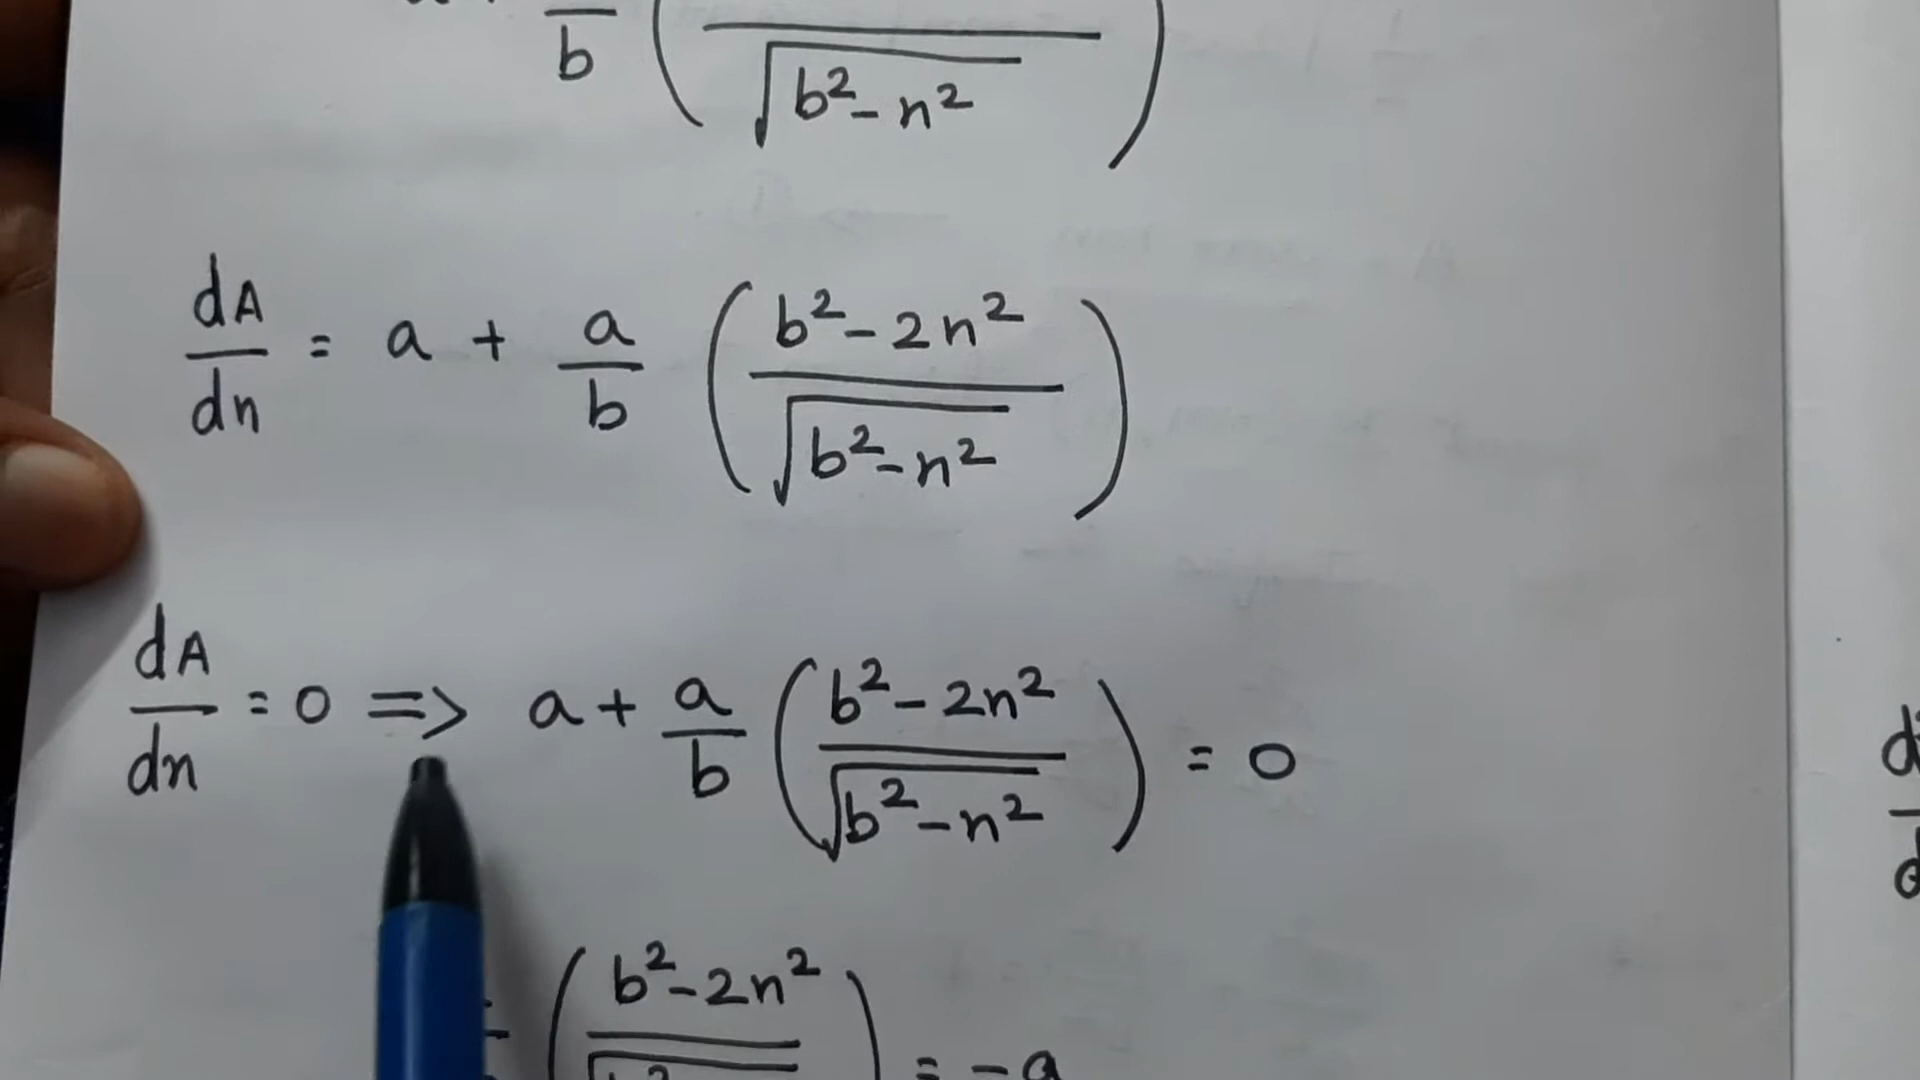 b ( / √(b² - n²) )
dA/dn = a + a/b ( (b² - 2n²) / √(b² - n²) )
dA/dn = 0 => a + a/b ( (b² - 2n²) / √(b² - n²) ) = 0
( (b² - 2n²) / √ ) = -a